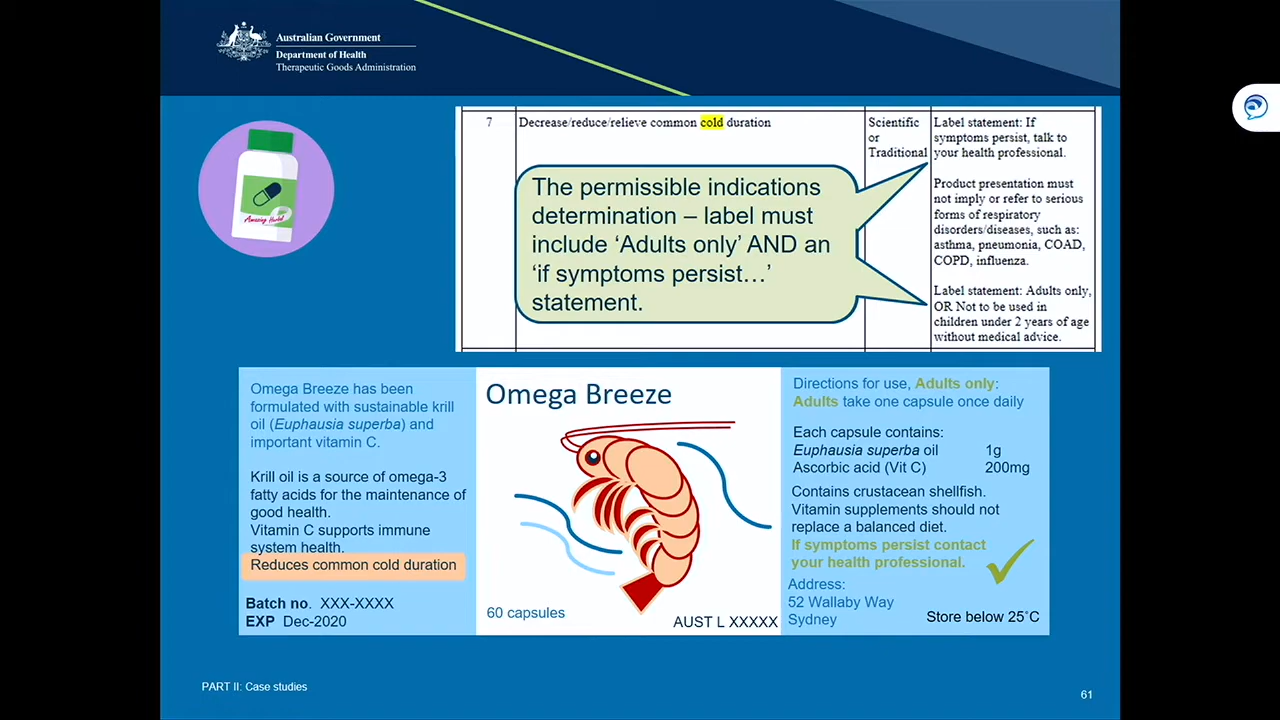 Australian Government
Department of Health
Therapeutic Goods Administration
Amazing Herbal
7
Decrease/reduce/relieve common cold duration
Scientific
or
Traditional
Label statement: If
symptoms persist, talk to
your health professional.
Product presentation must
not imply or refer to serious
forms of respiratory
disorders/diseases, such as:
asthma, pneumonia, COAD,
COPD, influenza.
Label statement: Adults only,
OR Not to be used in
children under 2 years of age
without medical advice.
The permissible indications
determination – label must
include ‘Adults only’ AND an
‘if symptoms persist…’
statement.
Omega Breeze has been
formulated with sustainable krill
oil (Euphausia superba) and
important vitamin C.
Krill oil is a source of omega-3
fatty acids for the maintenance of
good health.
Vitamin C supports immune
system health.
Reduces common cold duration
Batch no. XXX-XXXX
EXP Dec-2020
Omega Breeze
60 capsules
AUST L XXXXX
Directions for use, Adults only:
Adults take one capsule once daily
Each capsule contains:
Euphausia superba oil 1g
Ascorbic acid (Vit C) 200mg
Contains crustacean shellfish.
Vitamin supplements should not
replace a balanced diet.
If symptoms persist contact
your health professional.
Address:
52 Wallaby Way
Sydney
Store below 25˚C
PART II: Case studies
61